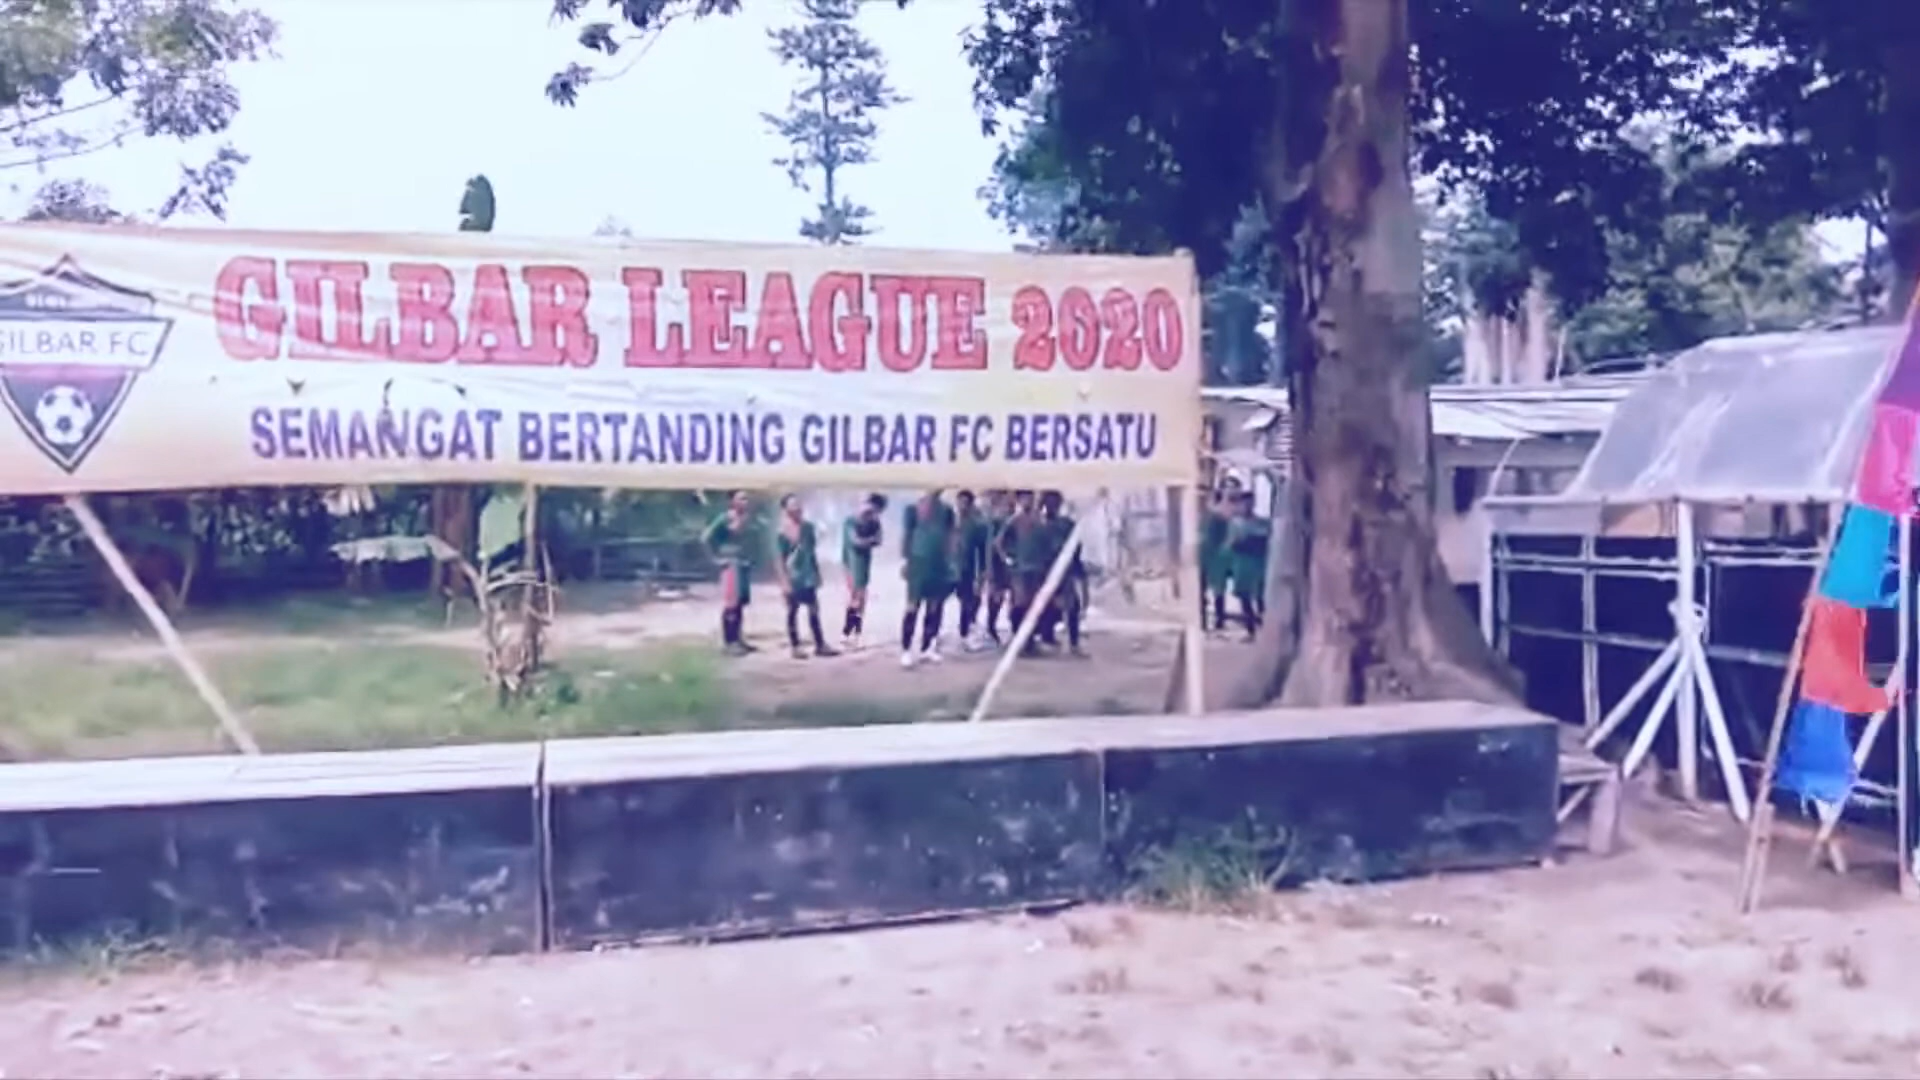 GILBAR LEAGUE 2020
GILBAR FC
SEMANGAT BERTANDING GILBAR FC BERSATU